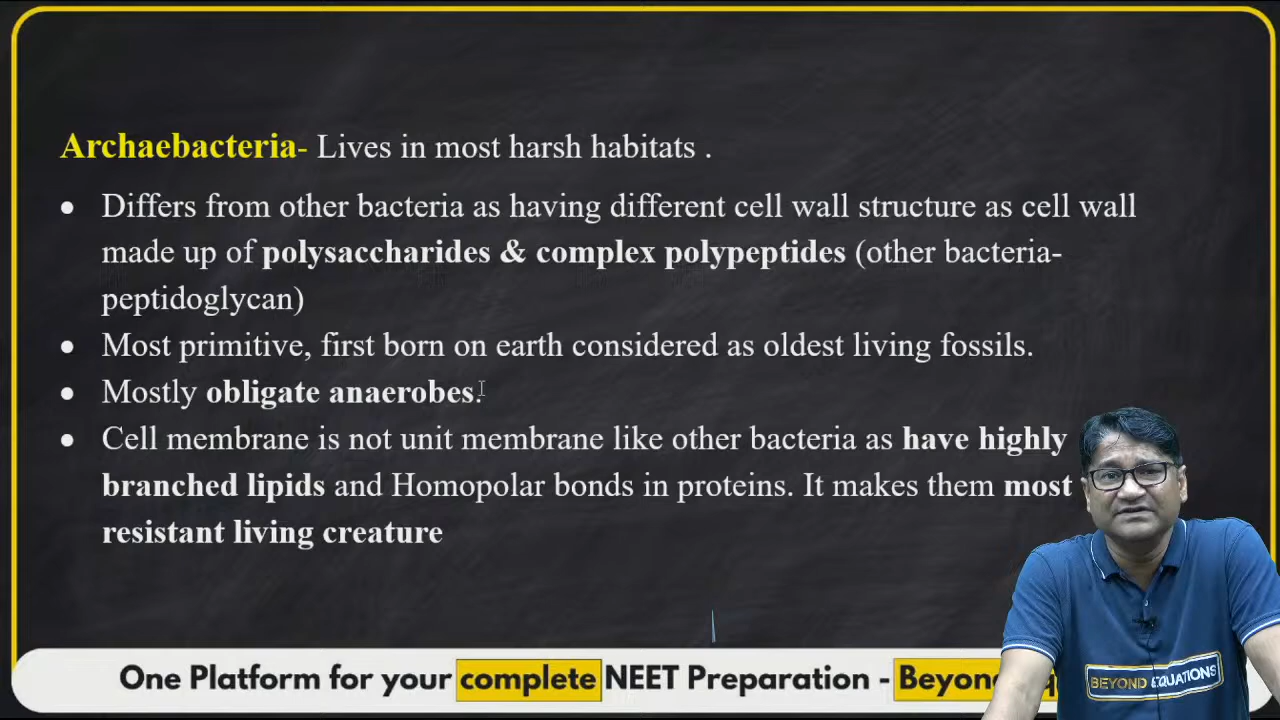 Archaebacteria- Lives in most harsh habitats .
• Differs from other bacteria as having different cell wall structure as cell wall
made up of polysaccharides & complex polypeptides (other bacteria-
peptidoglycan)
• Most primitive, first born on earth considered as oldest living fossils.
• Mostly obligate anaerobes.
• Cell membrane is not unit membrane like other bacteria as have highly
branched lipids and Homopolar bonds in proteins. It makes them most
resistant living creature
One Platform for your complete NEET Preparation - Beyond
BEYOND EQUATIONS